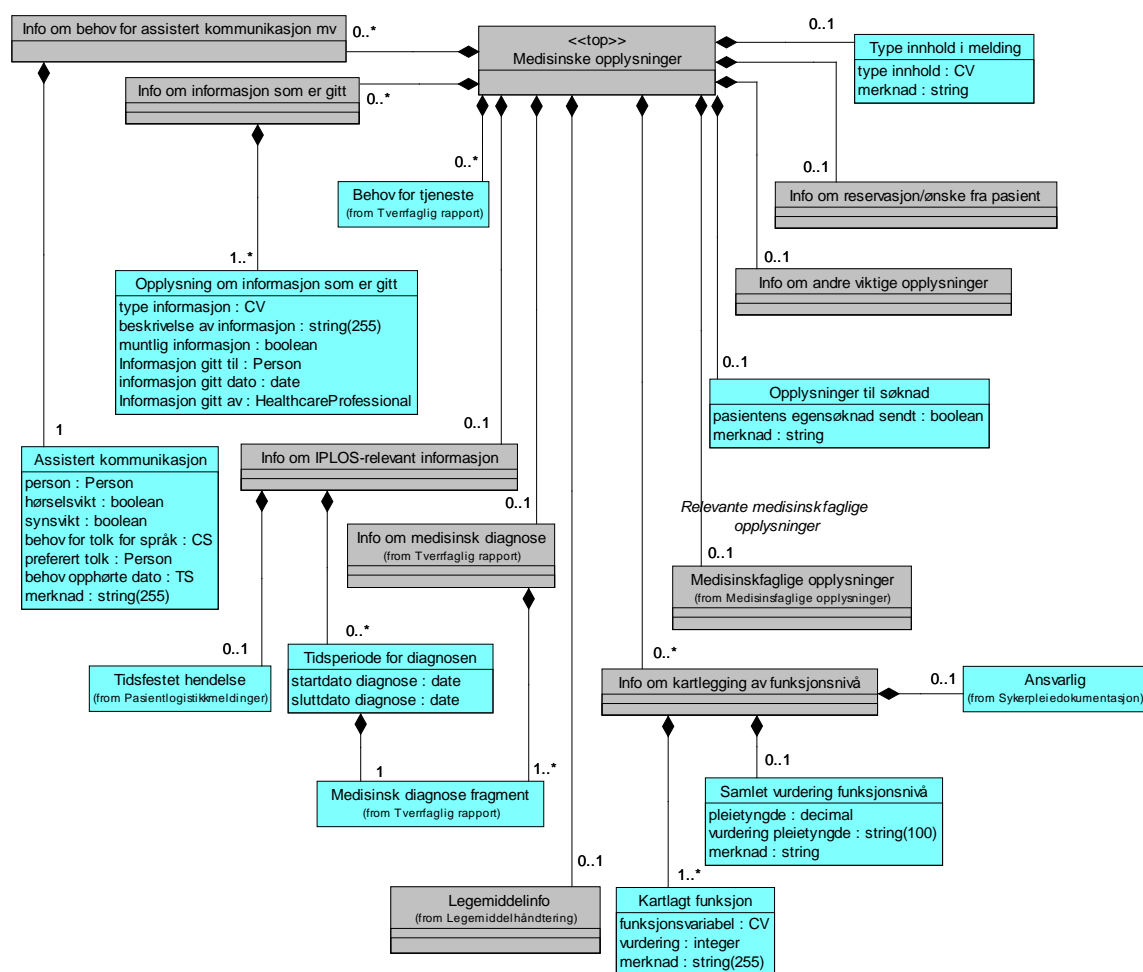 Info om behov for assistert kommunikasjon mv
0..*
<<top>>
Medisinske opplysninger
0..1
Type innhold i melding
type innhold : CV
merknad : string
Info om informasjon som er gitt
0..*
0..*
Behov for tjeneste
(from Tverrfaglig rapport)
0..1
Info om reservasjon/ønske fra pasient
0..1
Info om andre viktige opplysninger
1..*
Opplysning om informasjon som er gitt
type informasjon : CV
beskrivelse av informasjon : string(255)
muntlig informasjon : boolean
Informasjon gitt til : Person
informasjon gitt dato : date
Informasjon gitt av : HealthcareProfessional
0..1
Opplysninger til søknad
pasientens egensøknad sendt : boolean
merknad : string
1
Assistert kommunikasjon
person : Person
hørselsvikt : boolean
synsvikt : boolean
behov for tolk for språk : CS
preferert tolk : Person
behov opphørte dato : TS
merknad : string(255)
0..1
Info om IPLOS-relevant informasjon
0..1
Info om medisinsk diagnose
(from Tverrfaglig rapport)
Relevante medisinskfaglige
opplysninger
0..1
Medisinskfaglige opplysninger
(from Medisinsfaglige opplysninger)
0..1
Tidsfestet hendelse
(from Pasientlogistikkmeldinger)
0..*
Tidsperiode for diagnosen
startdato diagnose : date
sluttdato diagnose : date
0..*
Info om kartlegging av funksjonsnivå
0..1
Ansvarlig
(from Sykerpleiedokumentasjon)
1
1..*
Medisinsk diagnose fragment
(from Tverrfaglig rapport)
0..1
Samlet vurdering funksjonsnivå
pleietyngde : decimal
vurdering pleietyngde : string(100)
merknad : string
0..1
Legemiddelinfo
(from Legemiddelhåndtering)
1..*
Kartlagt funksjon
funksjonsvariabel : CV
vurdering : integer
merknad : string(255)